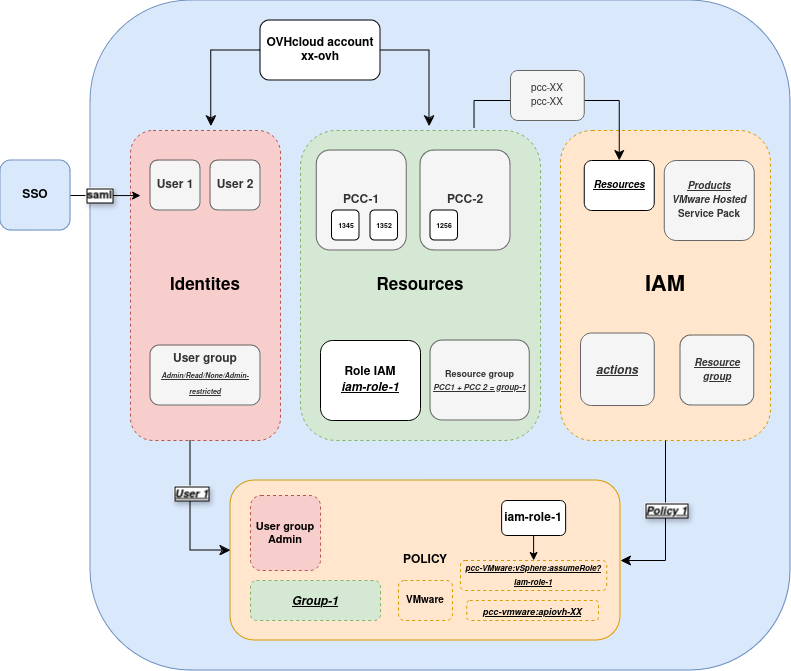 OVHcloud account
xx-ovh
pcc-XX
pcc-XX
SSO
saml
User 1
User 2
Identites
User group
Admin/Read/None/Admin-
restricted
PCC-1
1345
1352
PCC-2
1256
Resources
Role IAM
iam-role-1
Resource group
PCC1 + PCC 2 = group-1
Resources
Products
VMware Hosted
Service Pack
IAM
actions
Resource
group
User 1
Policy 1
User group
Admin
Group-1
POLICY
VMware
iam-role-1
pcc-VMware:vSphere:assumeRole?
iam-role-1
pcc-vmware:apiovh-XX